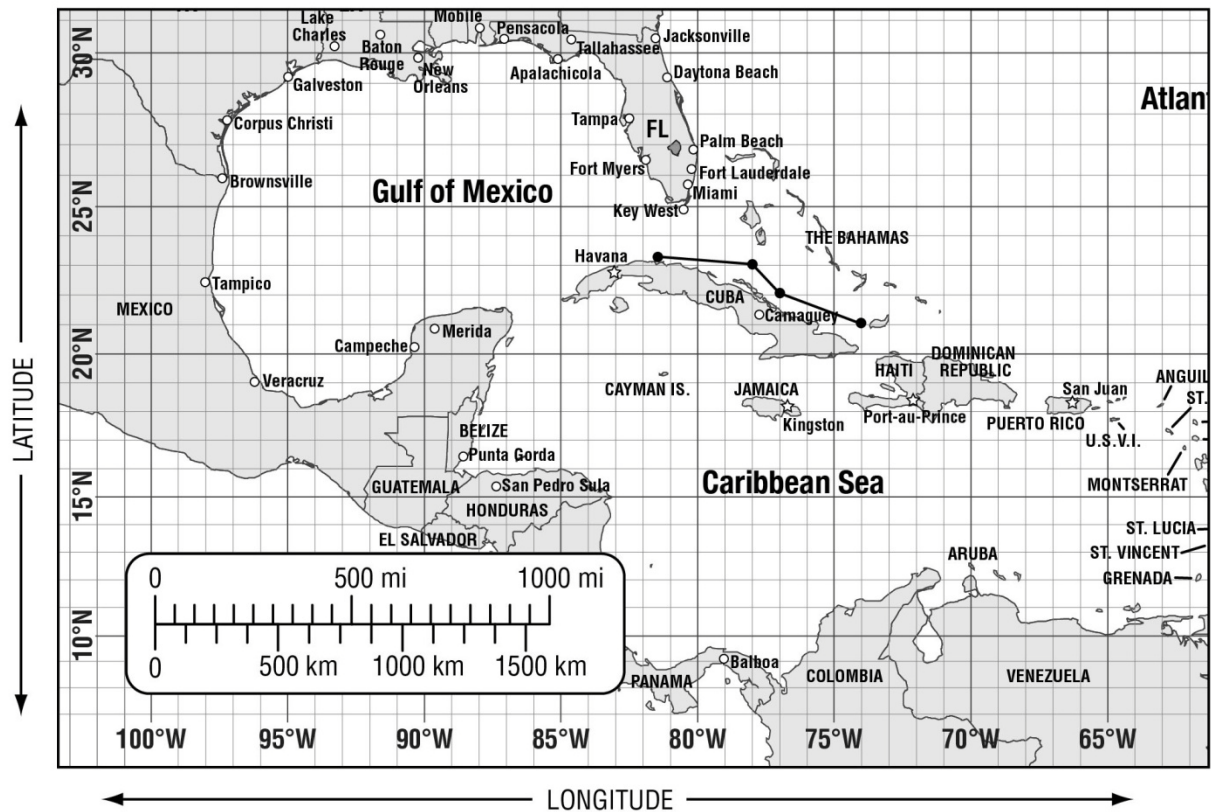 Lake
Charles
Baton
Rouge
Mobile
New
Orleans
Pensacola
Tallahassee
Apalachicola
Jacksonville
Daytona Beach
Galveston
Corpus Christi
Brownsville
Tampa
FL
Palm Beach
Fort Myers
Fort Lauderdale
Miami
Key West
Atlan
Gulf of Mexico
THE BAHAMAS
Havana
CUBA
Camaguey
MEXICO
Tampico
Merida
Campeche
Veracruz
CAYMAN IS.
JAMAICA
Kingston
HAITI
DOMINICAN
REPUBLIC
Port-au-Prince
PUERTO RICO
San Juan
U.S.V.I.
ANGUIL
ST.
MONTSERRAT
BELIZE
Punta Gorda
GUATEMALA
San Pedro Sula
HONDURAS
EL SALVADOR
Caribbean Sea
ST. LUCIA
ST. VINCENT
GRENADA
ARUBA
0 500 mi 1000 mi
0 500 km 1000 km 1500 km
Balboa
PANAMA
COLOMBIA
VENEZUELA
30°N
25°N
20°N
15°N
10°N
LATITUDE
100°W 95°W 90°W 85°W 80°W 75°W 70°W 65°W
LONGITUDE